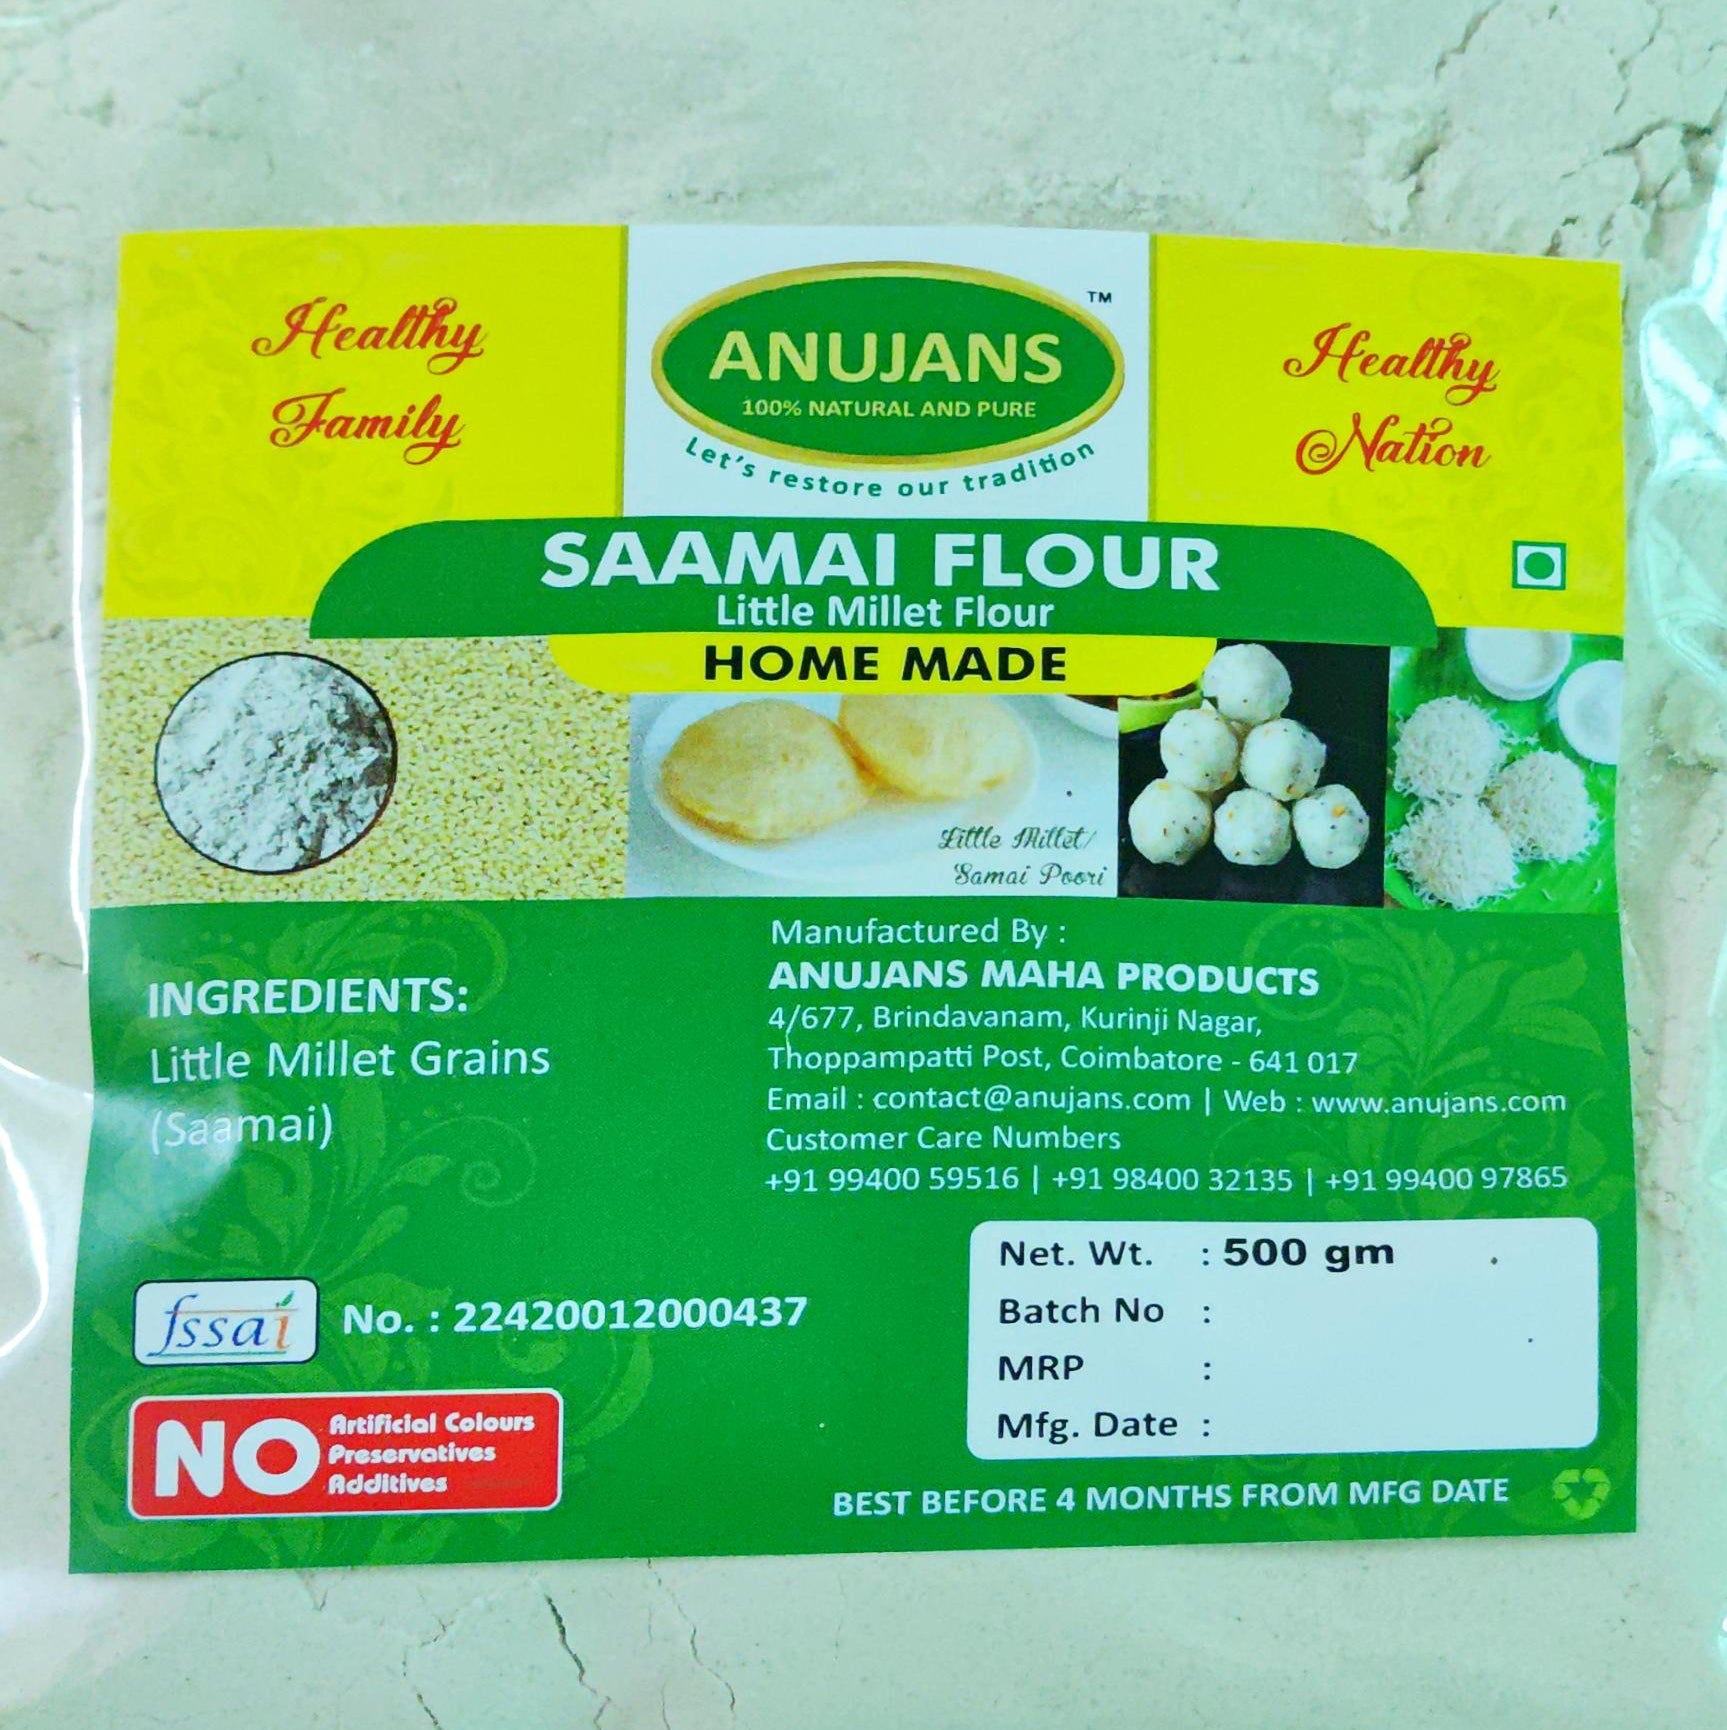 Healthy
Family
ANUJANS
TM
100% NATURAL AND PURE
Let's restore our tradition
Healthy
Nation
SAAMAI FLOUR
Little Millet Flour
HOME MADE
Little Millet/
Samai Poori
INGREDIENTS:
Little Millet Grains
(Saamai)
Manufactured By :
ANUJANS MAHA PRODUCTS
4/677, Brindavanam, Kurinji Nagar,
Thoppampatti Post, Coimbatore - 641 017
Email : contact@anujans.com | Web : www.anujans.com
Customer Care Numbers
+91 99400 59516 | +91 98400 32135 | +91 99400 97865
fssai No. : 22420012000437
NO Artificial Colours
Preservatives
Additives
Net. Wt. : 500 gm
Batch No :
MRP :
Mfg. Date :
BEST BEFORE 4 MONTHS FROM MFG DATE